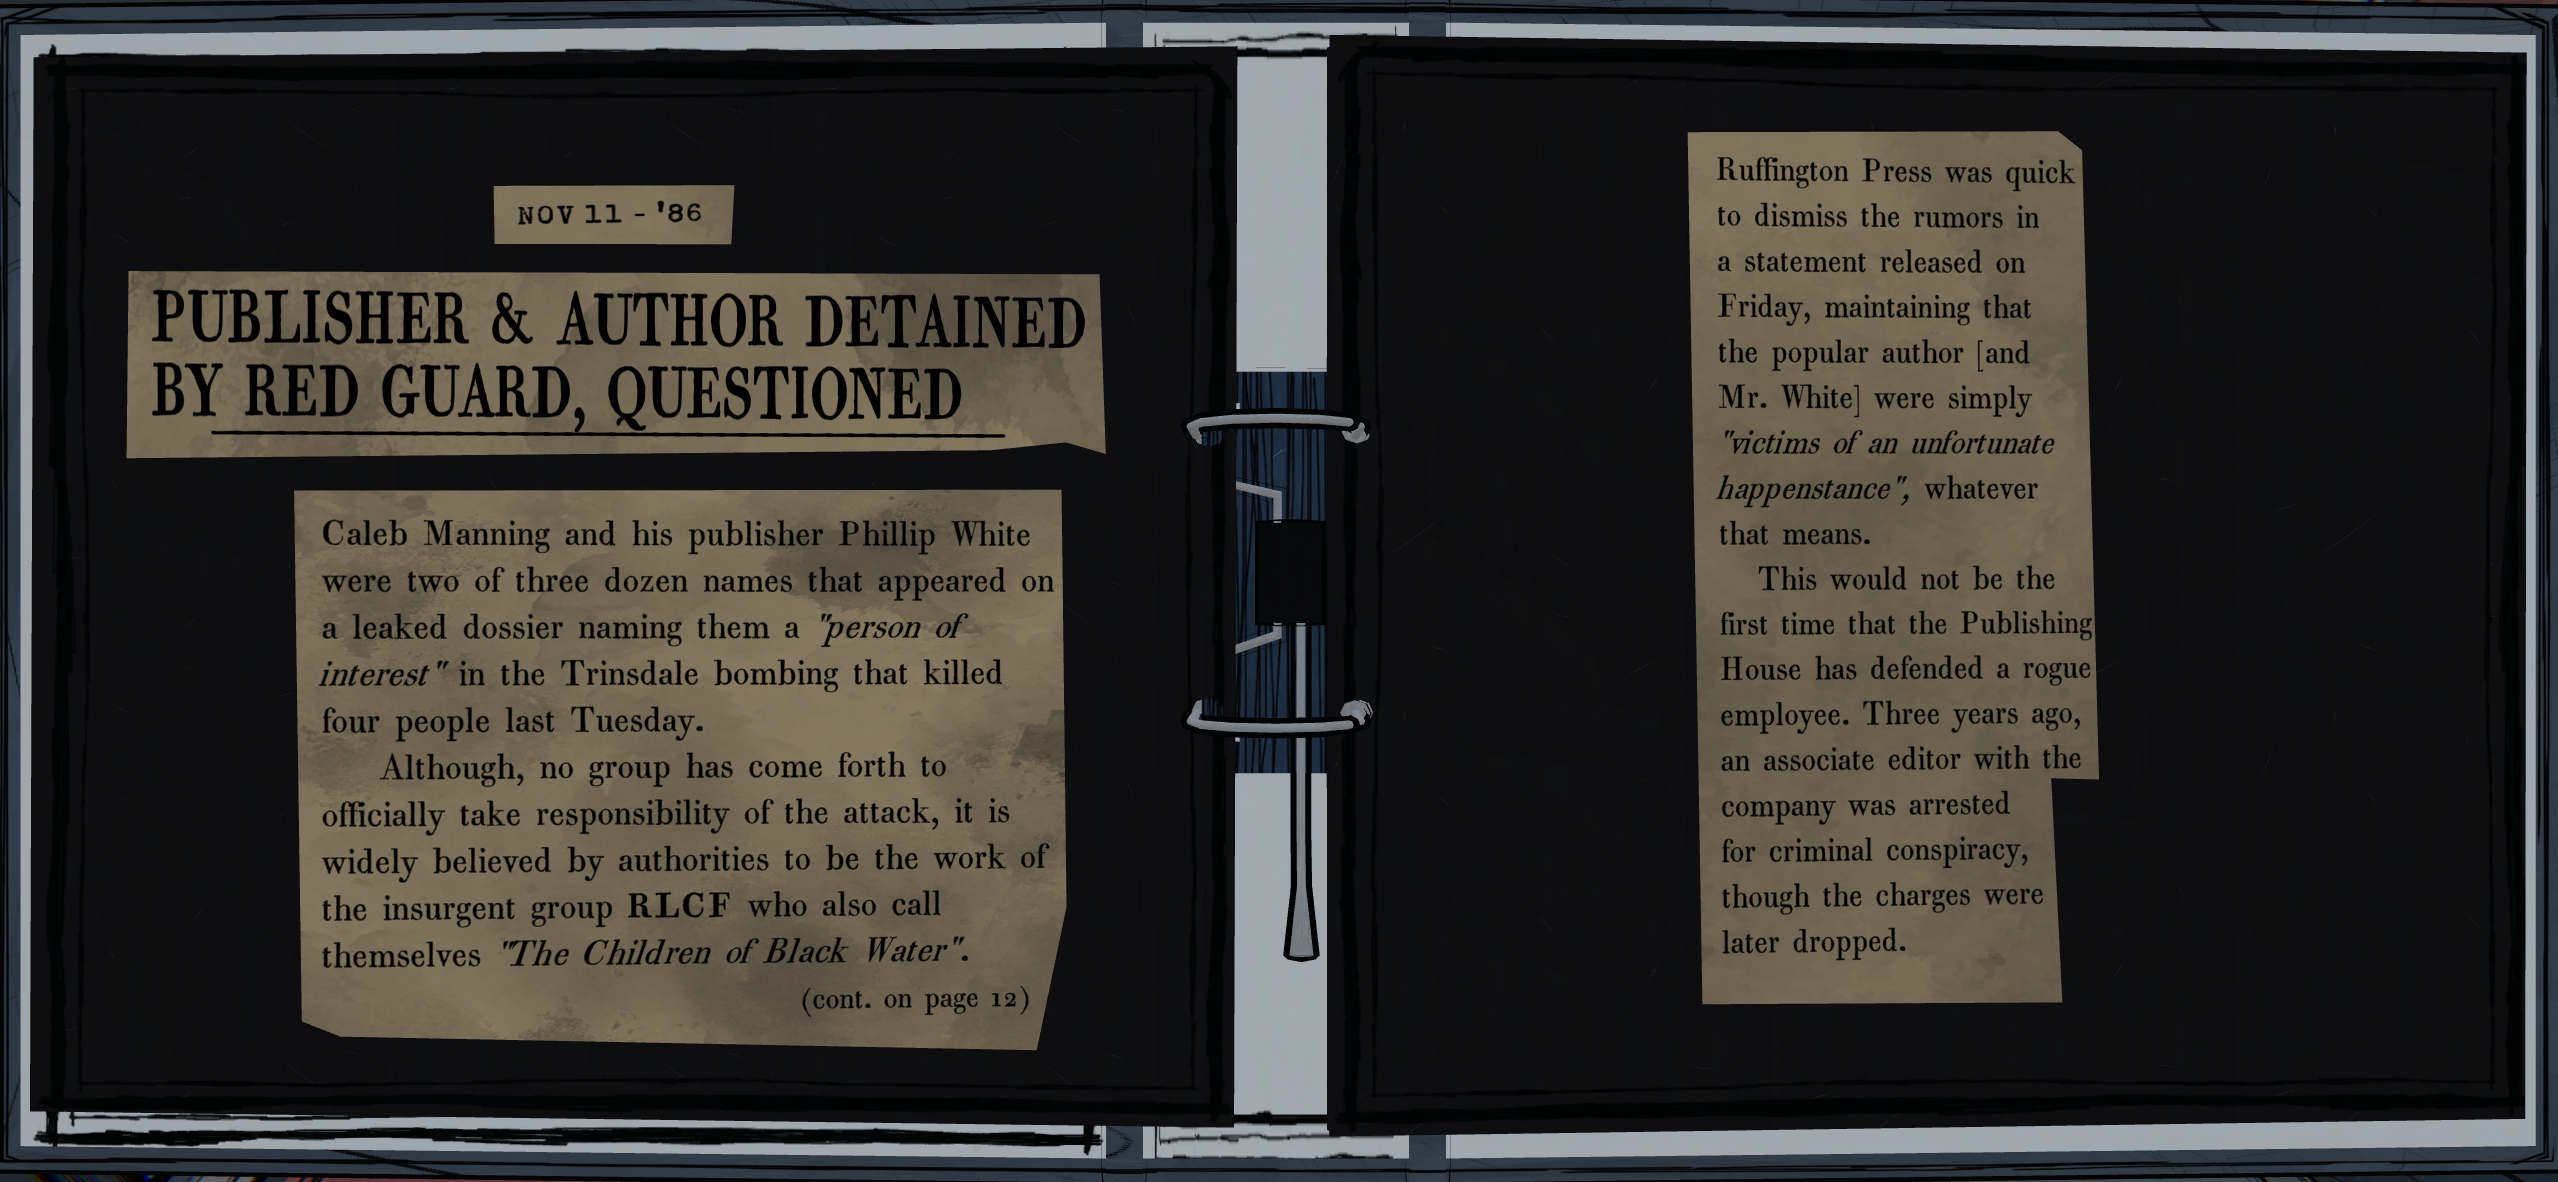 NOV 11 - '86
PUBLISHER & AUTHOR DETAINED
BY RED GUARD, QUESTIONED
Caleb Manning and his publisher Phillip White
were two of three dozen names that appeared on
a leaked dossier naming them a "person of
interest" in the Trinsdale bombing that killed
four people last Tuesday.
Although, no group has come forth to
officially take responsibility of the attack, it is
widely believed by authorities to be the work of
the insurgent group RLCF who also call
themselves "The Children of Black Water".
(cont. on page 12)
Ruffington Press was quick
to dismiss the rumors in
a statement released on
Friday, maintaining that
the popular author [and
Mr. White] were simply
"victims of an unfortunate
happenstance", whatever
that means.
This would not be the
first time that the Publishing
House has defended a rogue
employee. Three years ago,
an associate editor with the
company was arrested
for criminal conspiracy,
though the charges were
later dropped.